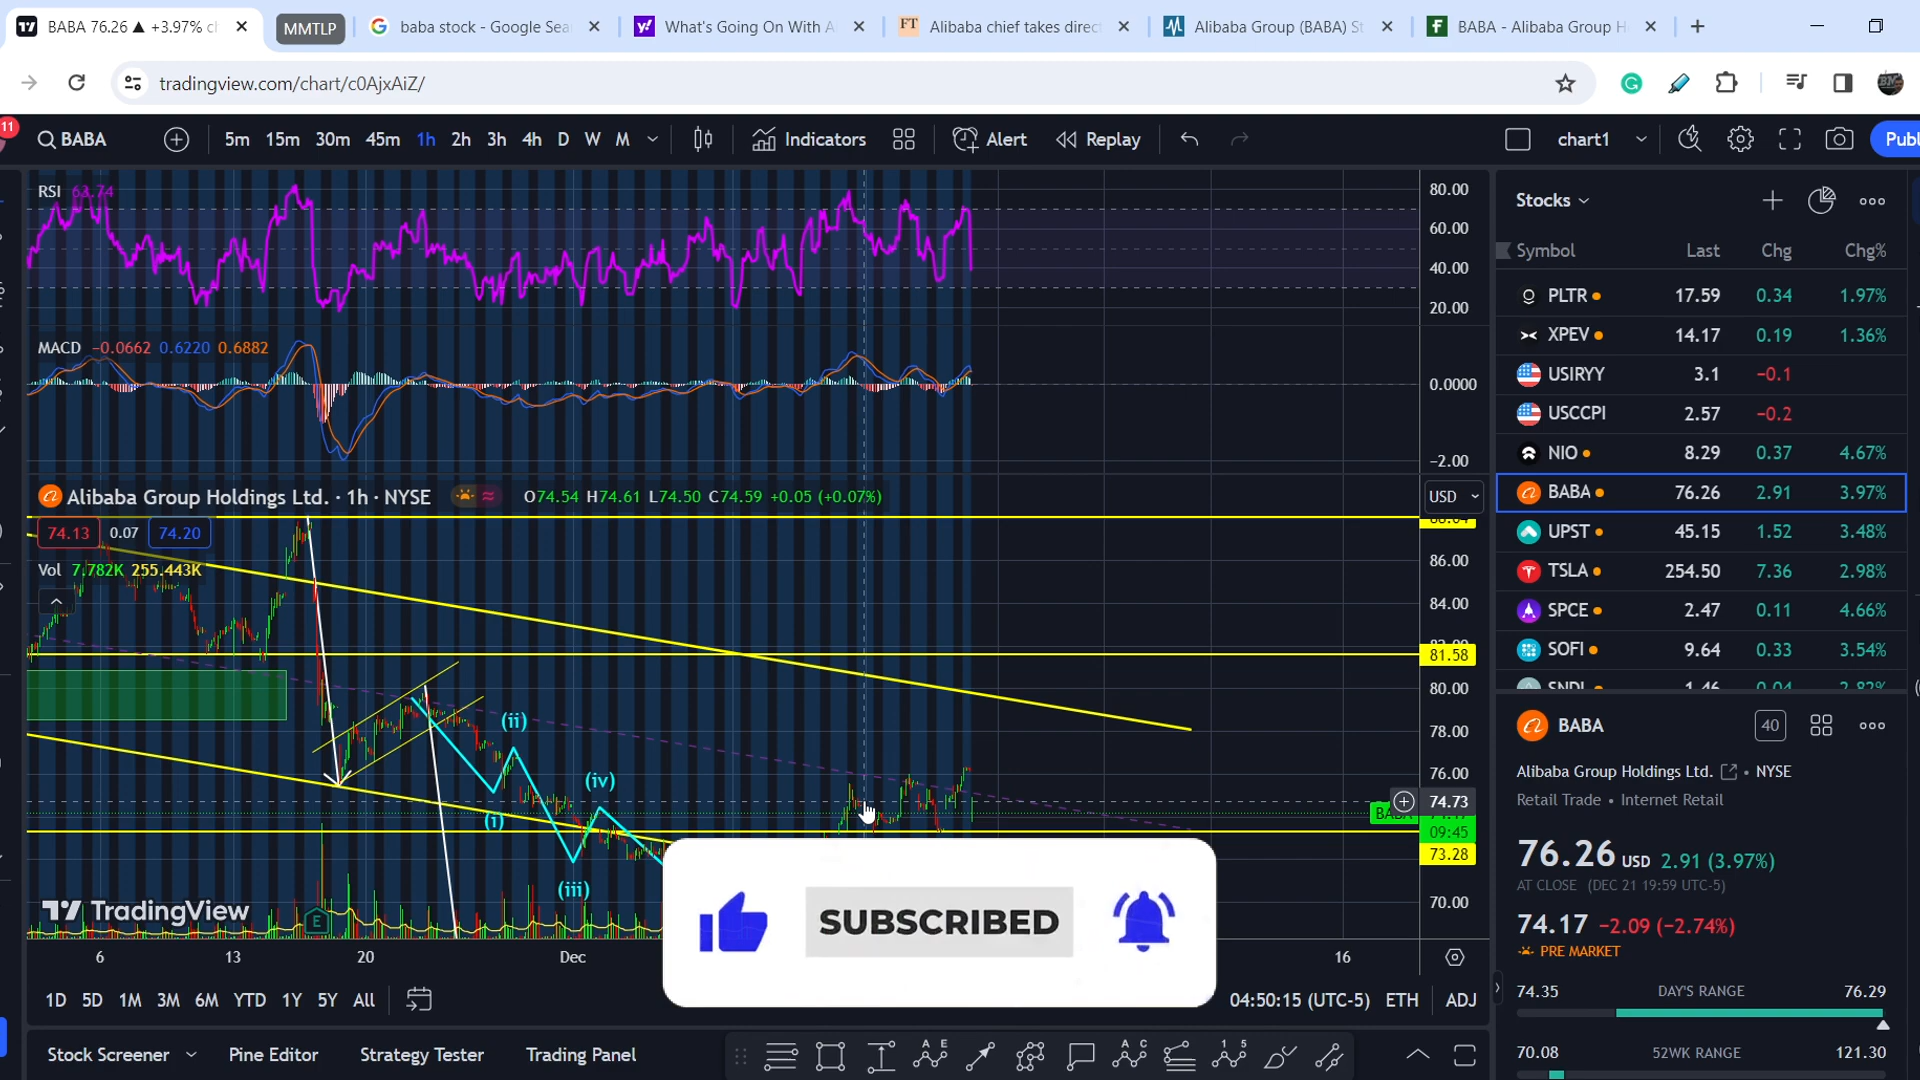 BABA 76.26 ▲ +3.97% ch
MMTLP
baba stock - Google Sea
What's Going On With A
Alibaba chief takes direct
Alibaba Group (BABA) St
BABA - Alibaba Group H
tradingview.com/chart/c0AjxAiZ/
11
BABA
5m 15m 30m 45m 1h 2h 3h 4h D W M
Indicators
Alert
Replay
chart1
Publ
RSI 63.74
80.00
60.00
40.00
20.00
MACD −0.0662 0.6220 0.6882
0.0000
−2.00
Alibaba Group Holdings Ltd. · 1h · NYSE
O74.54 H74.61 L74.50 C74.59 +0.05 (+0.07%)
USD
74.13 0.07 74.20
Vol 7.782K 255.443K
86.00
84.00
81.58
80.00
78.00
76.00
74.73
09:45
73.28
70.00
(i)
(ii)
(iii)
(iv)
TradingView
E
6 13 20 Dec 16
SUBSCRIBED
1D 5D 1M 3M 6M YTD 1Y 5Y All
04:50:15 (UTC-5) ETH ADJ
Stock Screener
Pine Editor
Strategy Tester
Trading Panel
Stocks
Symbol Last Chg Chg%
PLTR 17.59 0.34 1.97%
XPEV 14.17 0.19 1.36%
USIRYY 3.1 −0.1
USCCPI 2.57 −0.2
NIO 8.29 0.37 4.67%
BABA 76.26 2.91 3.97%
UPST 45.15 1.52 3.48%
TSLA 254.50 7.36 2.98%
SPCE 2.47 0.11 4.66%
SOFI 9.64 0.33 3.54%
SNDL 1.46 0.04 2.82%
BABA
40
Alibaba Group Holdings Ltd. • NYSE
Retail Trade • Internet Retail
76.26 USD 2.91 (3.97%)
AT CLOSE (DEC 21 19:59 UTC-5)
74.17 −2.09 (−2.74%)
PRE MARKET
74.35 DAY'S RANGE 76.29
70.08 52WK RANGE 121.30